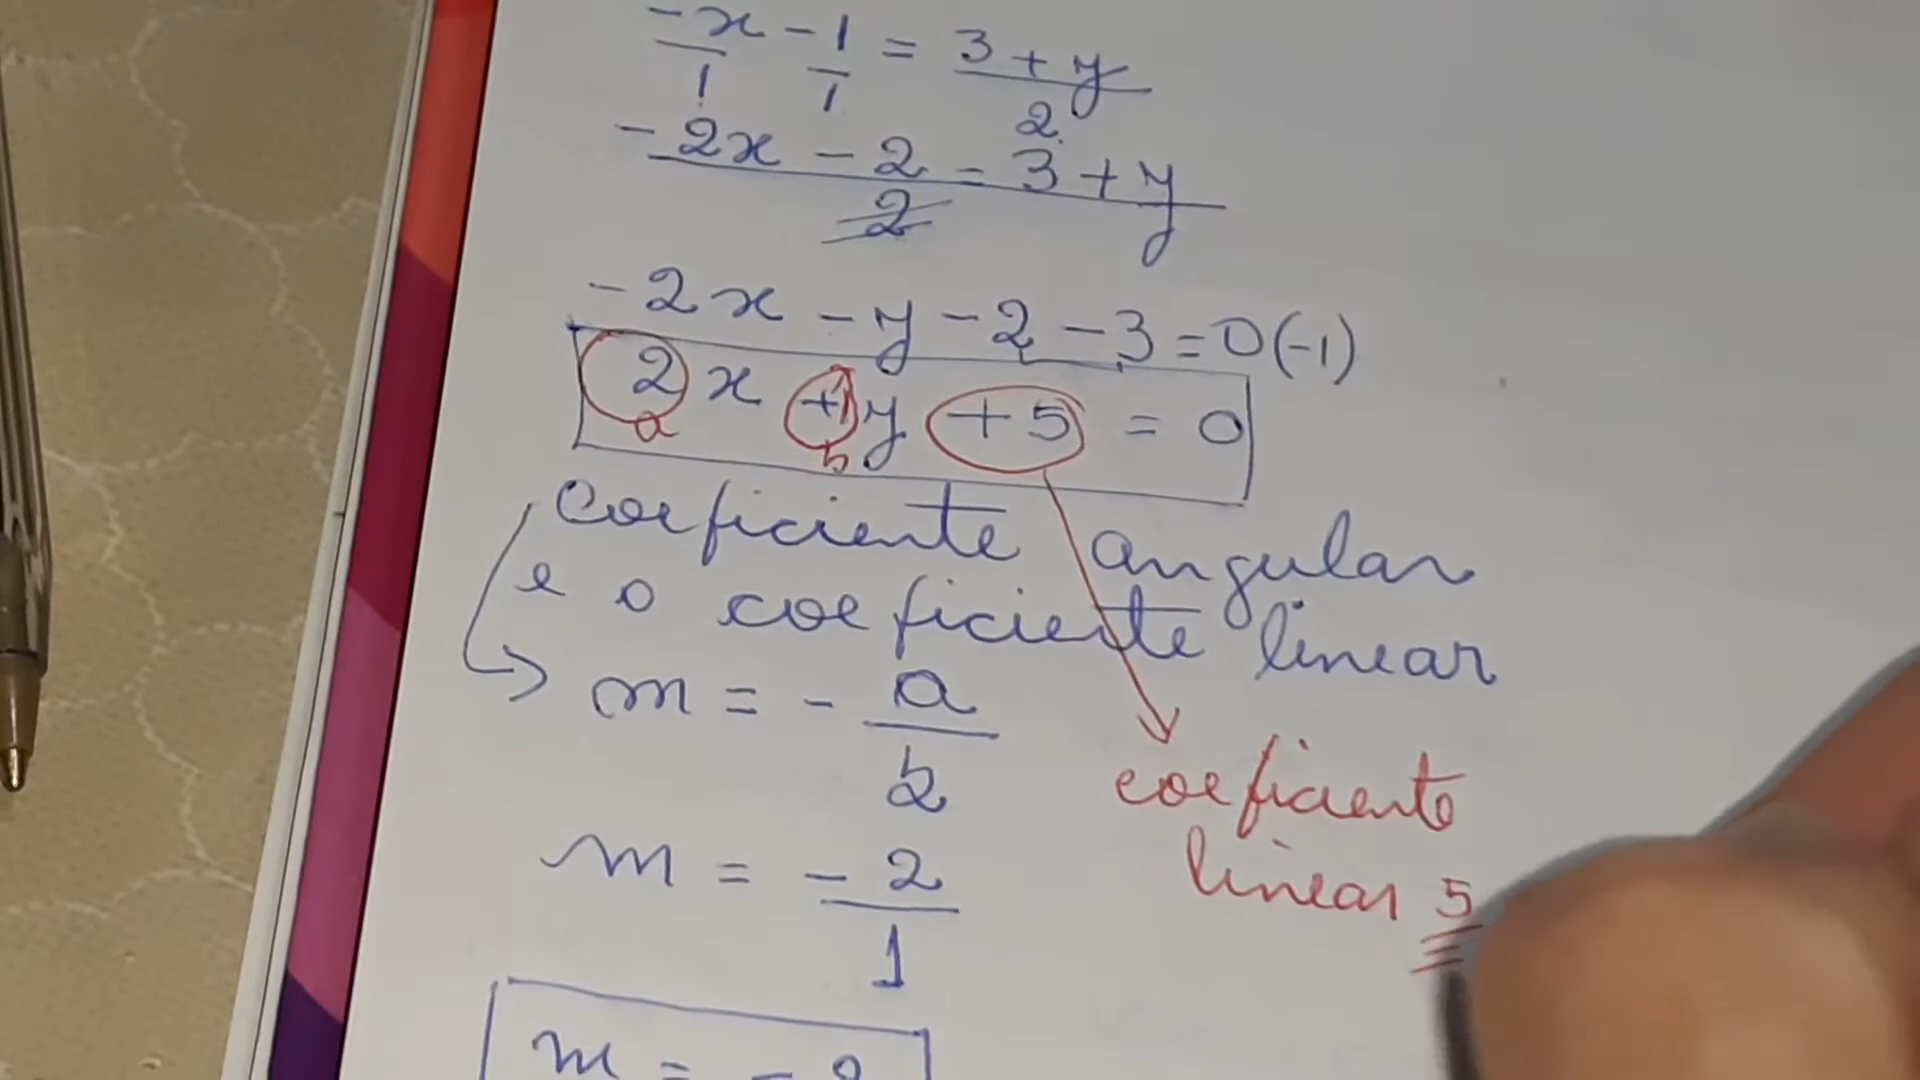 -x/1 - 1/1 = 3+y/2
-2x - 2 = 3 + y
2
-2x - y - 2 - 3 = 0 (-1)
2x +1y +5 = 0
a b
coeficiente angular
e o coeficiente linear
m = - a/b
coeficiente
linear 5
m = -2/1
m = -2